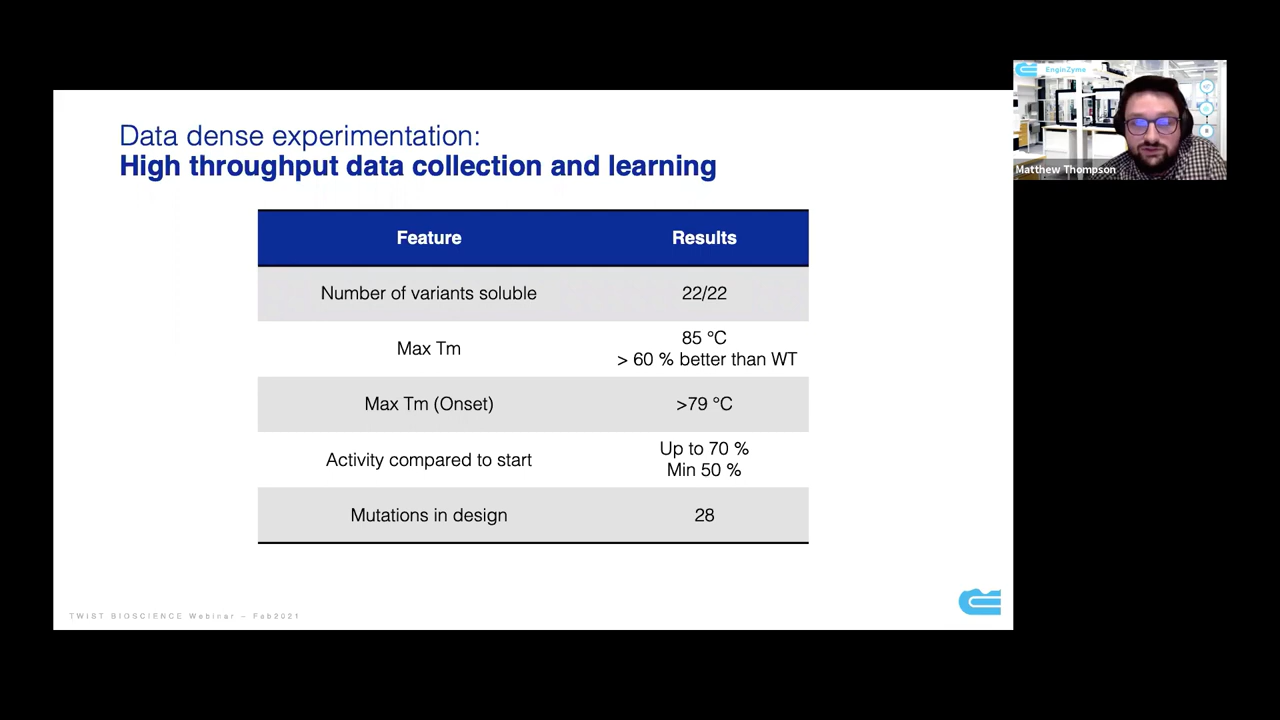 Data dense experimentation:
High throughput data collection and learning
Feature Results
Number of variants soluble 22/22
Max Tm 85 °C
> 60 % better than WT
Max Tm (Onset) >79 °C
Activity compared to start Up to 70 %
Min 50 %
Mutations in design 28
TWIST BIOSCIENCE Webinar – Feb2021
EnginZyme
Matthew Thompson